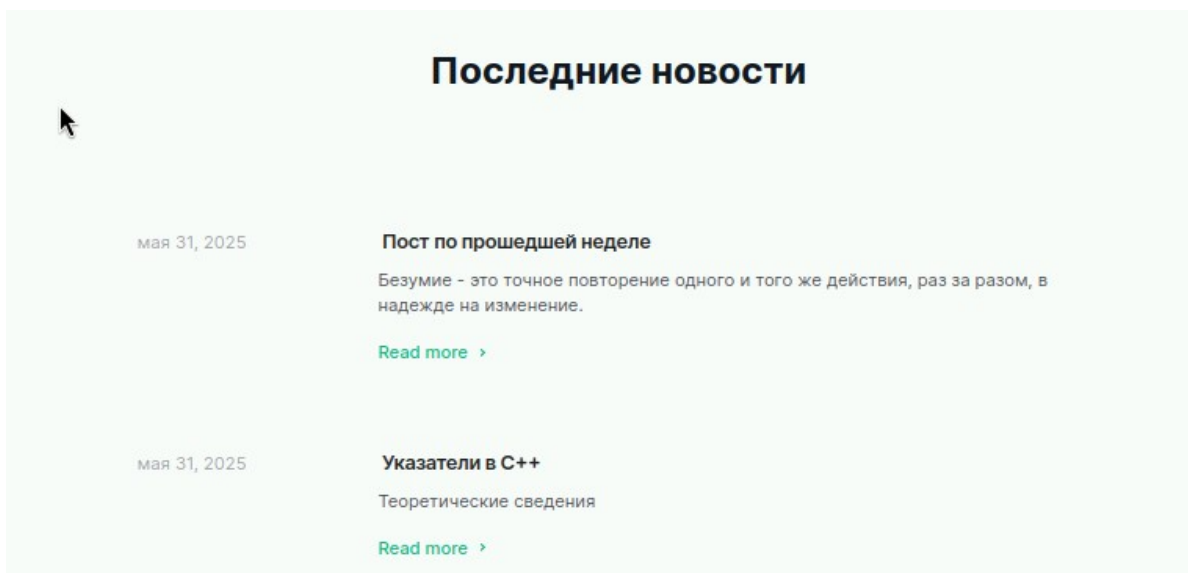 Последние новости
мая 31, 2025
Пост по прошедшей неделе
Безумие - это точное повторение одного и того же действия, раз за разом, в
надежде на изменение.
Read more ›
мая 31, 2025
Указатели в С++
Теоретические сведения
Read more ›